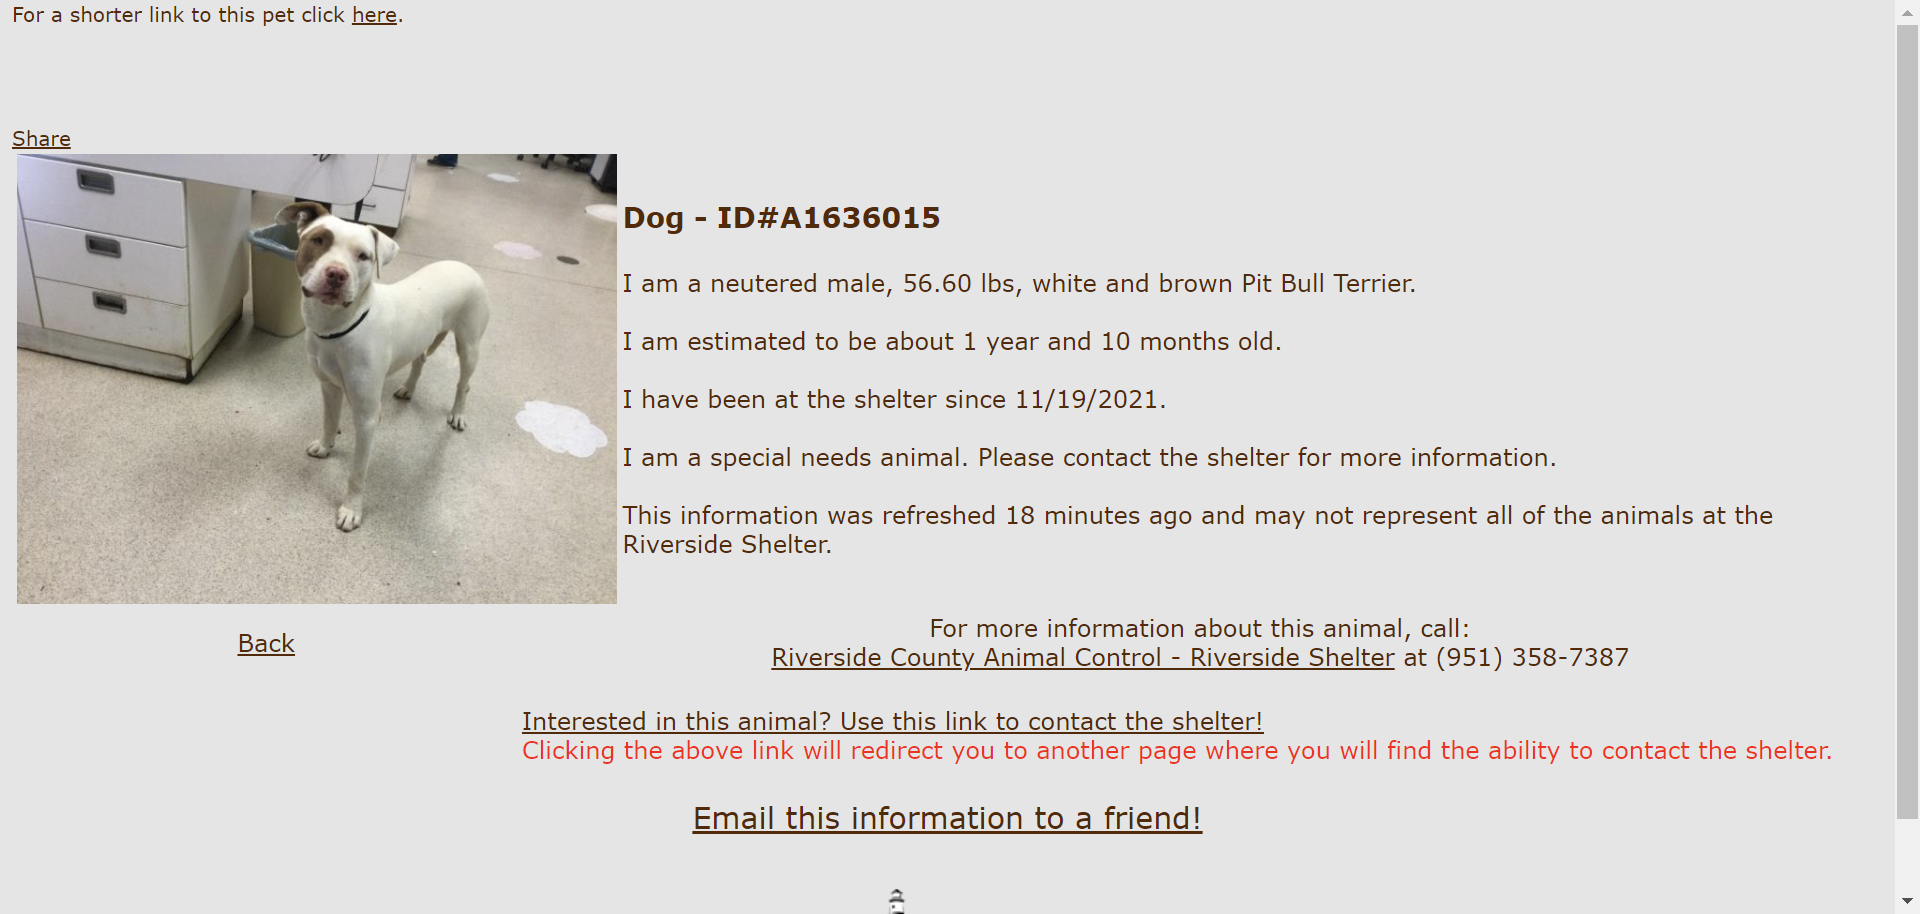 For a shorter link to this pet click here.
Share
Dog - ID#A1636015
I am a neutered male, 56.60 lbs, white and brown Pit Bull Terrier.
I am estimated to be about 1 year and 10 months old.
I have been at the shelter since 11/19/2021.
I am a special needs animal. Please contact the shelter for more information.
This information was refreshed 18 minutes ago and may not represent all of the animals at the
Riverside Shelter.
Back
For more information about this animal, call:
Riverside County Animal Control - Riverside Shelter at (951) 358-7387
Interested in this animal? Use this link to contact the shelter!
Clicking the above link will redirect you to another page where you will find the ability to contact the shelter.
Email this information to a friend!